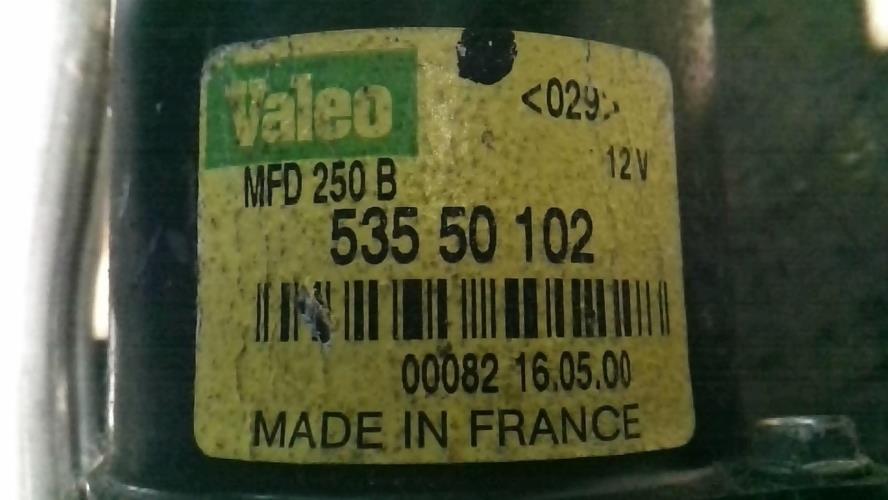 Valeo
<029>
12 V
MFD 250 B
535 50 102
00082 16.05.00
MADE IN FRANCE